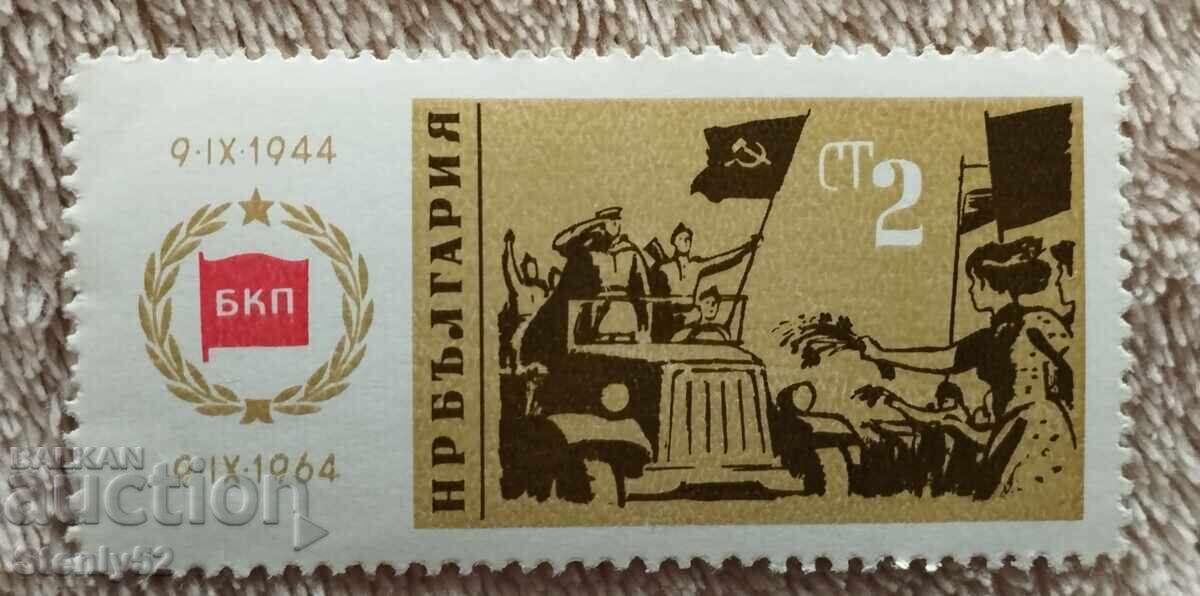 9·IX·1944
БКП
9·IX·1964
НР БЪЛГАРИЯ
СТ 2
BALKAN
auction
stenly52